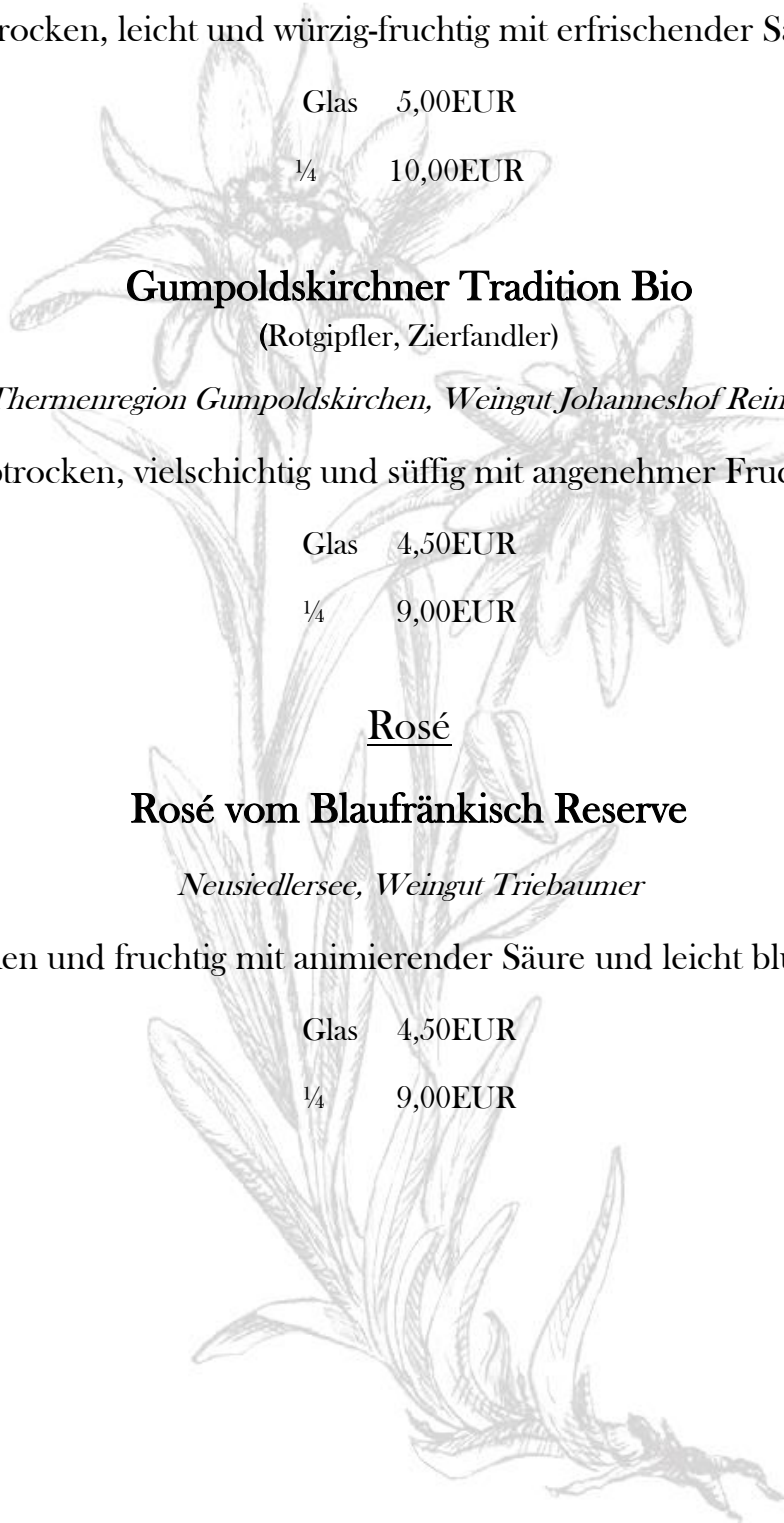 rocken, leicht und würzig-fruchtig mit erfrischender Sä
Glas 5,00EUR
¼ 10,00EUR
Gumpoldskirchner Tradition Bio
(Rotgipfler, Zierfandler)
Thermenregion Gumpoldskirchen, Weingut Johanneshof Rein
trocken, vielschichtig und süffig mit angenehmer Fruc
Glas 4,50EUR
¼ 9,00EUR
Rosé
Rosé vom Blaufränkisch Reserve
Neusiedlersee, Weingut Triebaumer
en und fruchtig mit animierender Säure und leicht blu
Glas 4,50EUR
¼ 9,00EUR